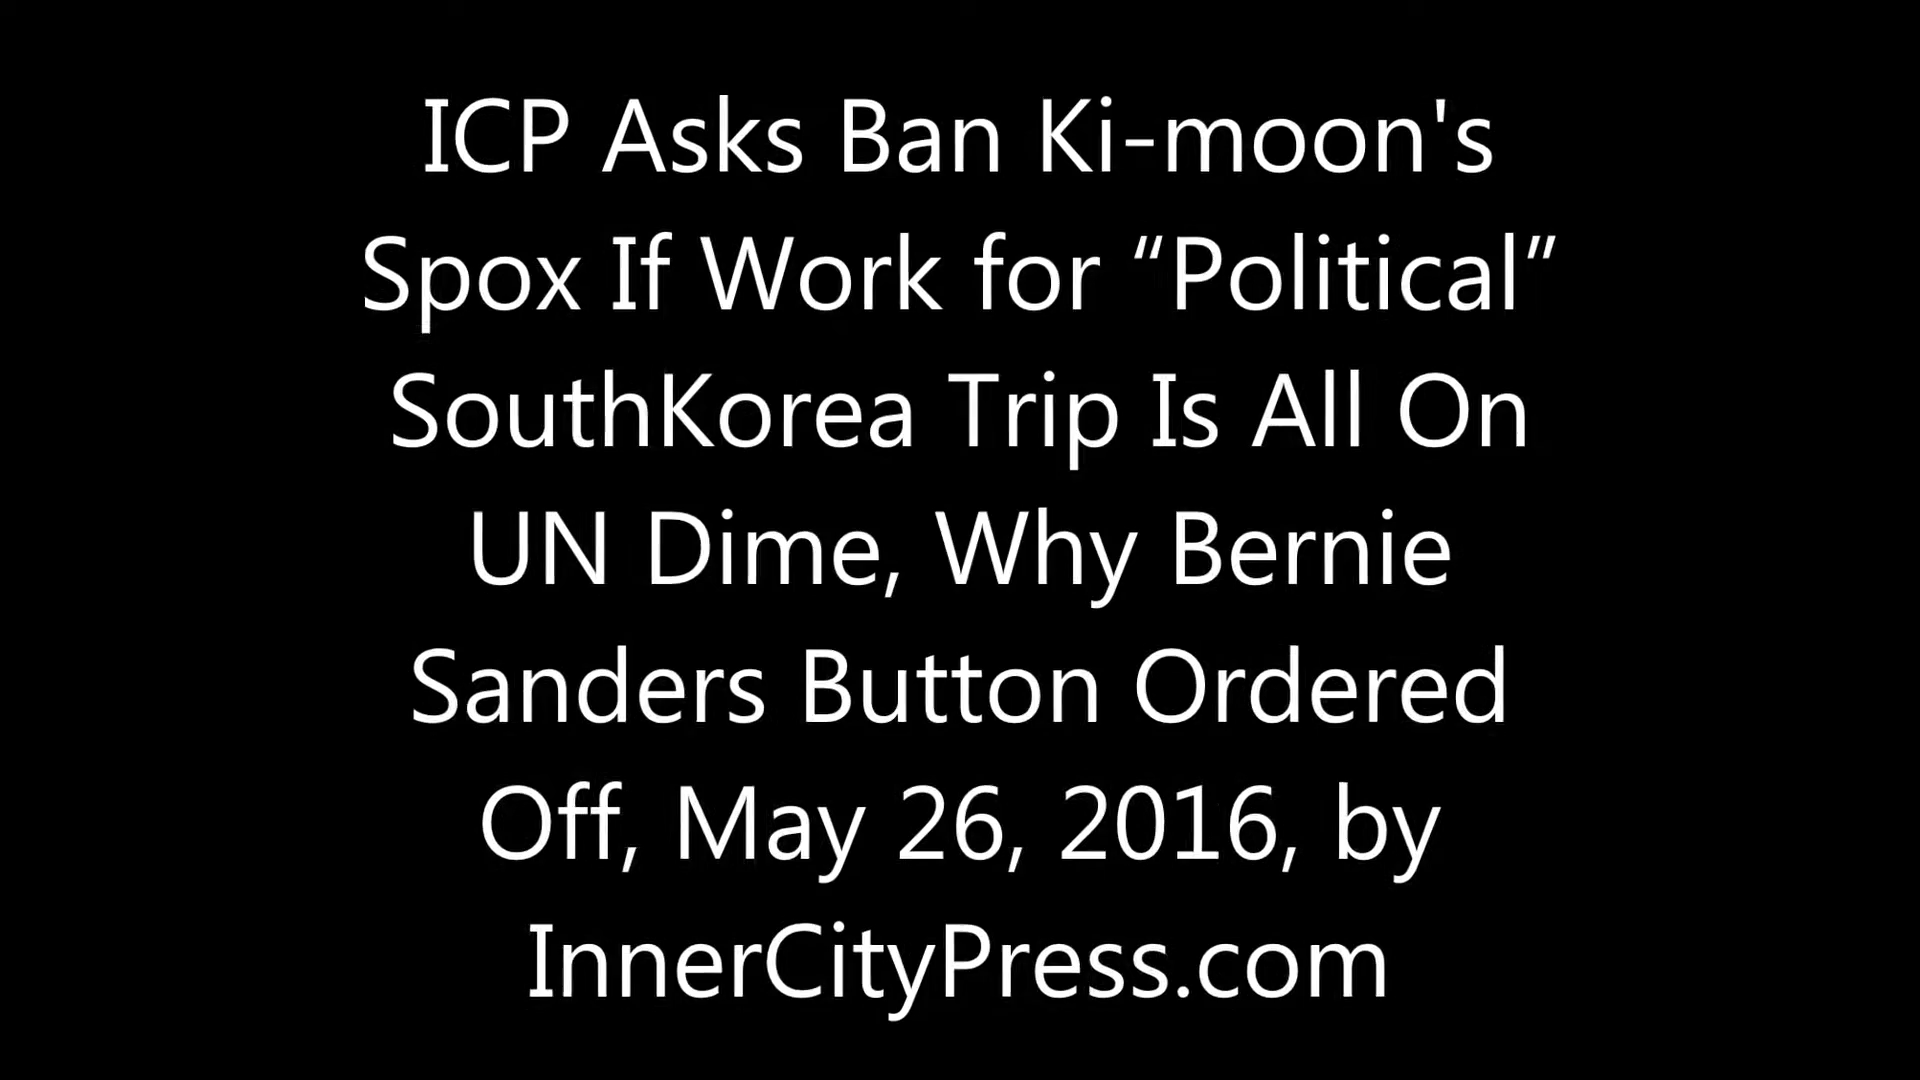 ICP Asks Ban Ki-moon's
Spox If Work for “Political”
SouthKorea Trip Is All On
UN Dime, Why Bernie
Sanders Button Ordered
Off, May 26, 2016, by
InnerCityPress.com